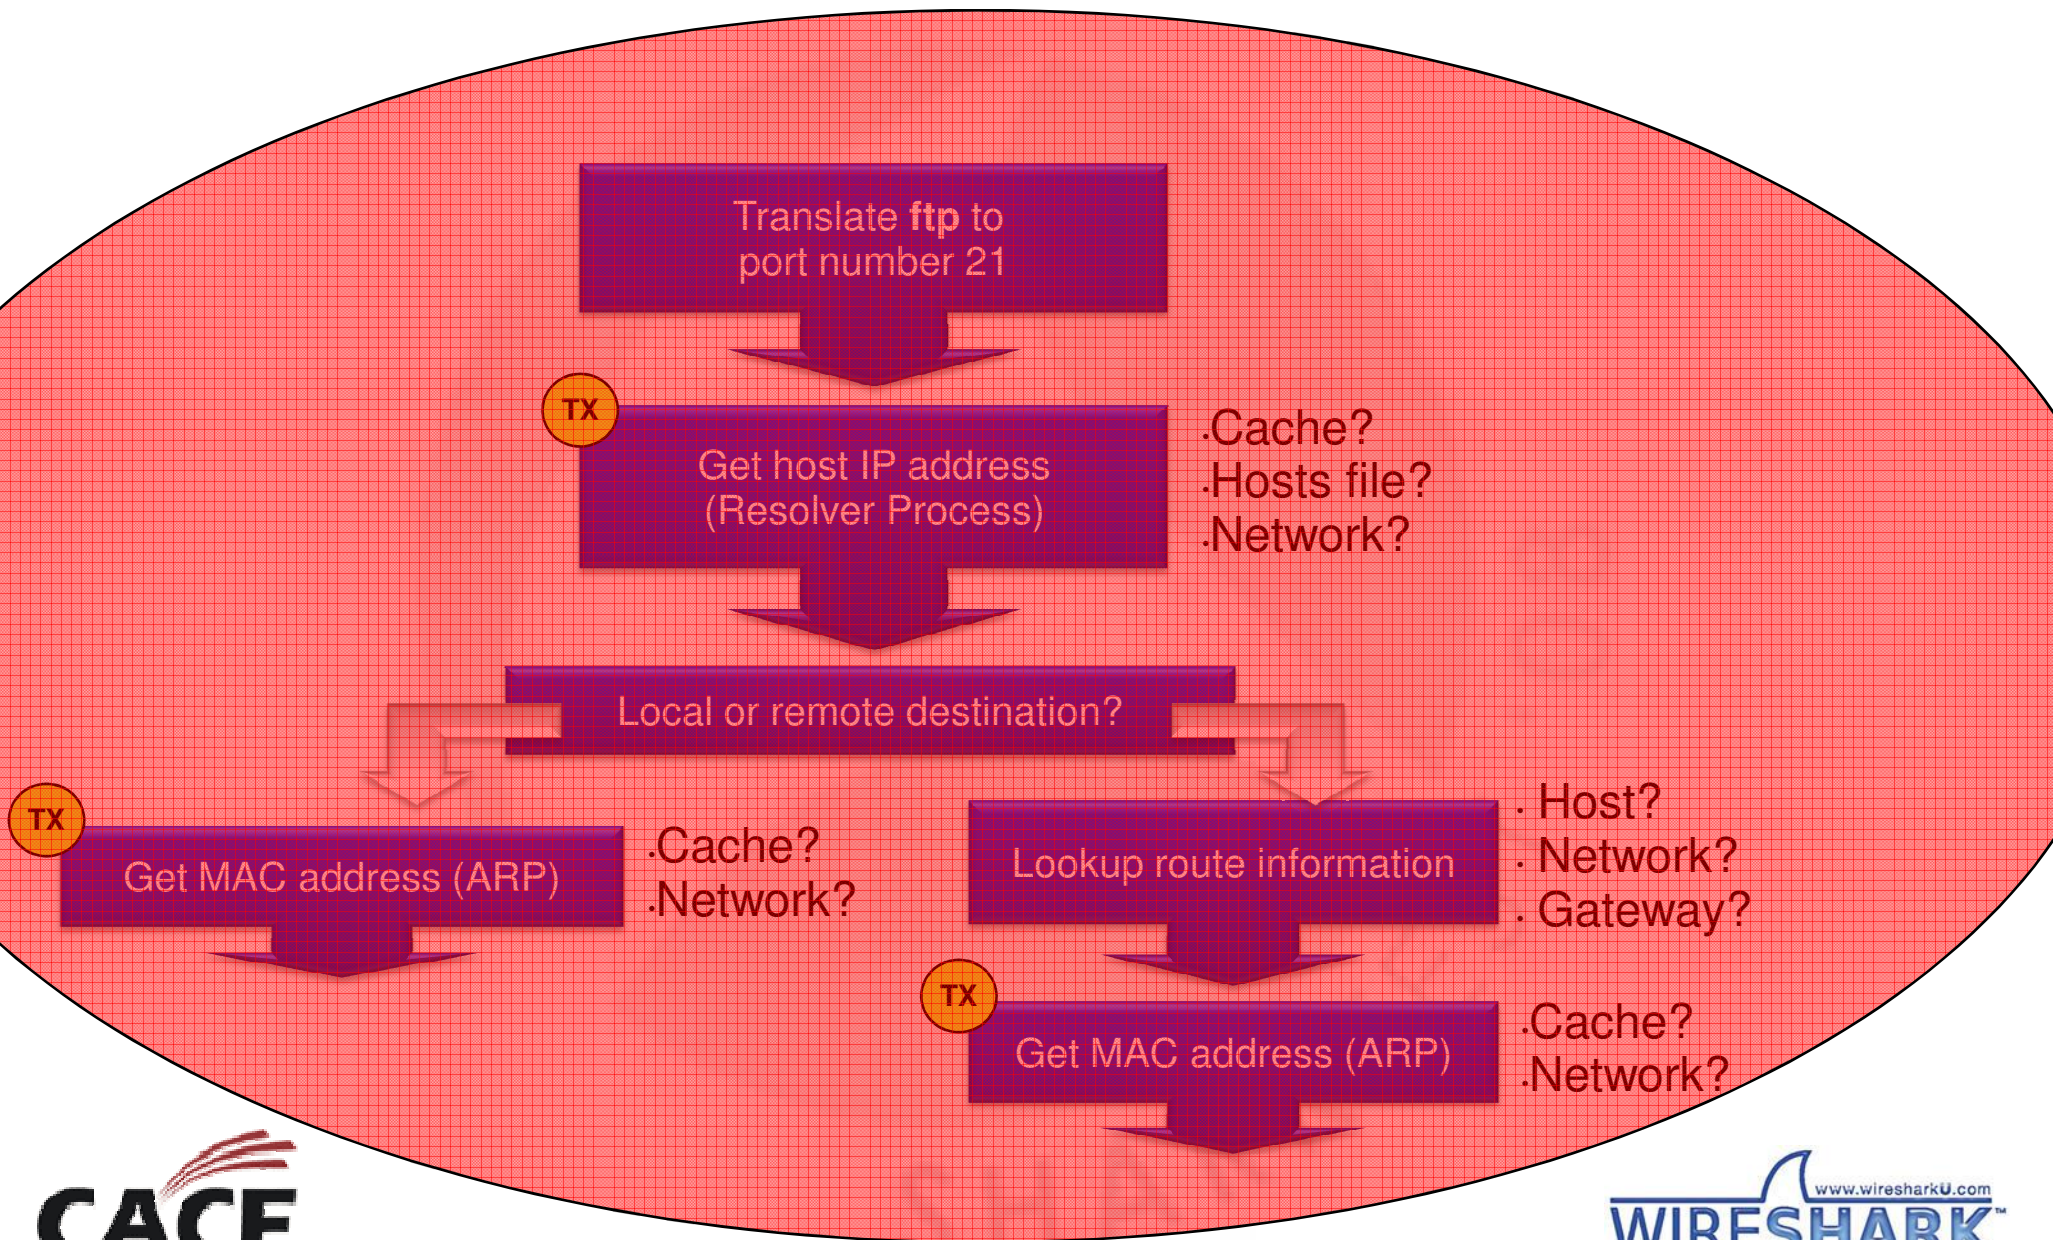 Translate ftp to
port number 21
TX
Get host IP address
(Resolver Process)
.Cache?
.Hosts file?
.Network?
Local or remote destination?
TX
Get MAC address (ARP)
.Cache?
.Network?
Lookup route information
. Host?
. Network?
. Gateway?
TX
Get MAC address (ARP)
.Cache?
.Network?
CACE
www.wiresharkU.com
WIRESHARK™